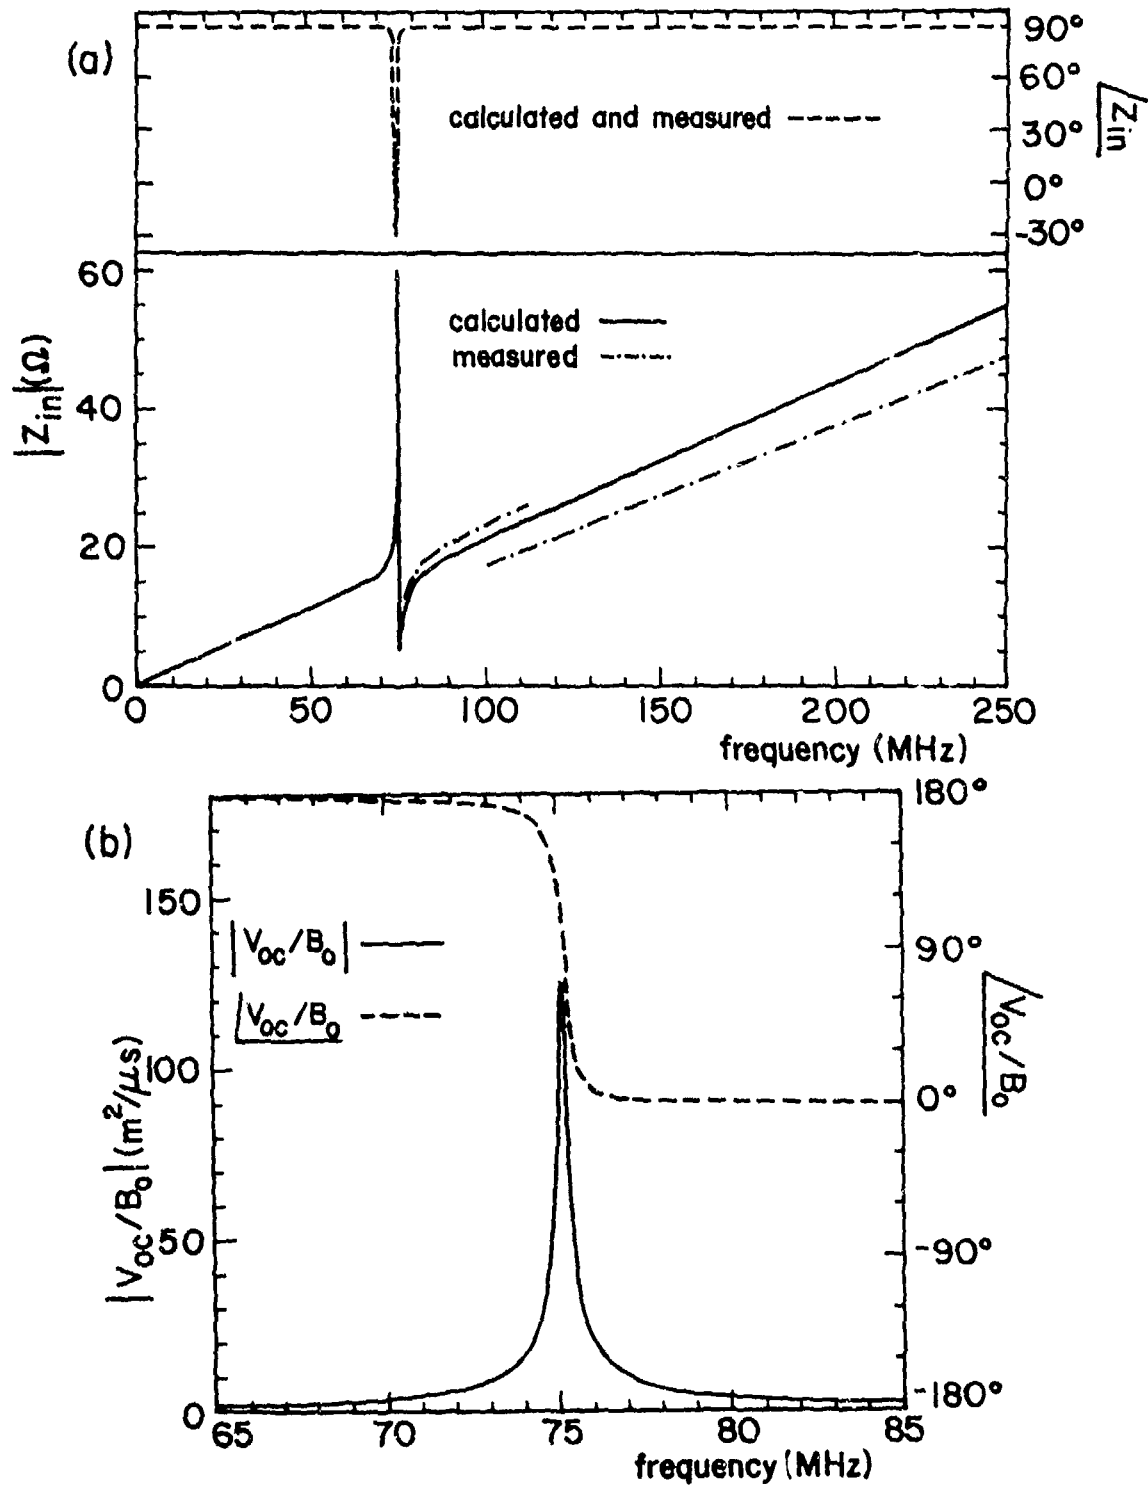 (a)
90°
60°
30°
0°
-30°
∠Z_in
calculated and measured
60
40
20
0
|Z_in|(Ω)
calculated
measured
0 50 100 150 200 250
frequency (MHz)
(b)
180°
90°
0°
-90°
-180°
∠V_oc/B_o
150
100
50
0
|V_oc/B_o| (m²/μs)
|V_oc/B_o|
∠V_oc/B_o
65 70 75 80 85
frequency (MHz)